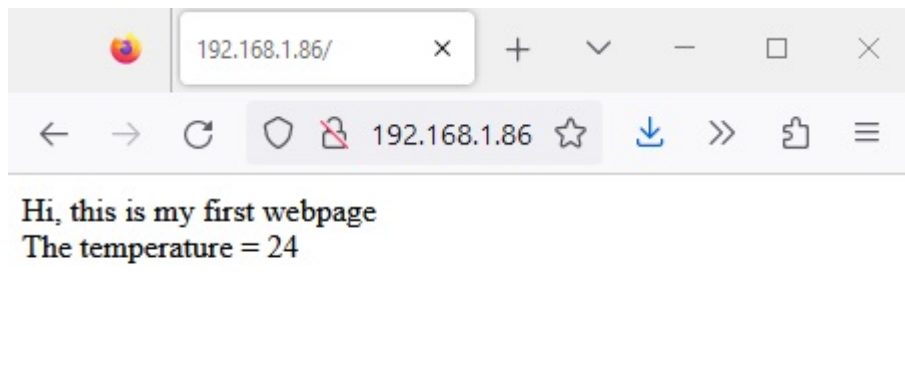 192.168.1.86/
192.168.1.86
Hi, this is my first webpage
The temperature = 24